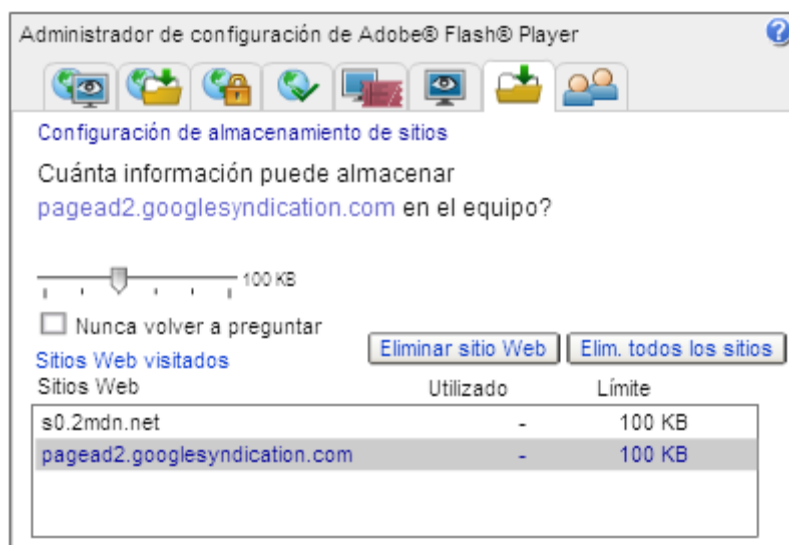 Administrador de configuración de Adobe® Flash® Player
?
Configuración de almacenamiento de sitios
Cuánta información puede almacenar
pagead2.googlesyndication.com en el equipo?
100 KB
Nunca volver a preguntar
Eliminar sitio Web Elim. todos los sitios
Sitios Web visitados
Sitios Web Utilizado Límite
s0.2mdn.net - 100 KB
pagead2.googlesyndication.com - 100 KB